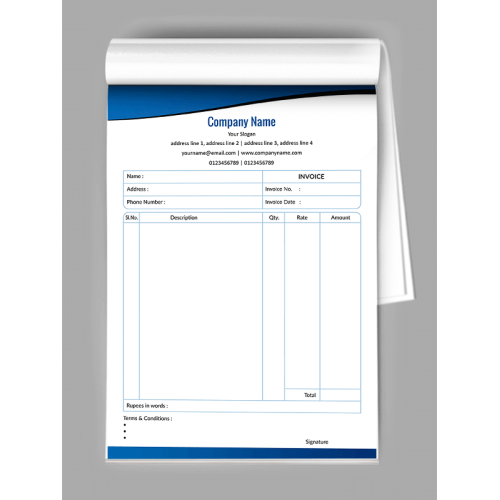 Company Name
Your Slogan
address line 1, address line 2 | address line 3, address line 4
yourname@email.com | www.companyname.com
0123456789 | 0123456789
Name : INVOICE
Address : Invoice No. :
Phone Number : Invoice Date :
Sl.No. Description Qty. Rate Amount
Total
Rupees in words :
Terms & Conditions :
Signature